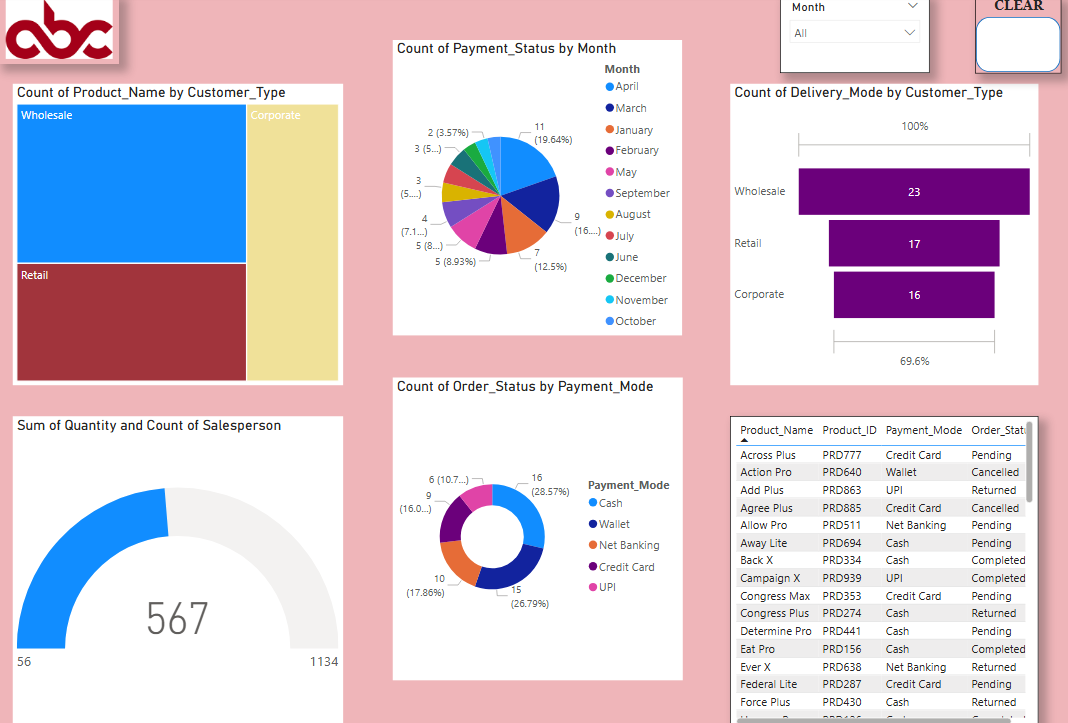 abc
Month
All
CLEAR
Count of Product_Name by Customer_Type
Wholesale
Corporate
Retail
Count of Payment_Status by Month
11
(19.64%)
9
(16....)
7
(12.5%)
5 (8.93%)
5 (8...)
4
(7.1...)
3
(5....)
3 (5...)
2 (3.57%)
Month
April
March
January
February
May
September
August
July
June
December
November
October
Count of Delivery_Mode by Customer_Type
100%
Wholesale 23
Retail 17
Corporate 16
69.6%
Sum of Quantity and Count of Salesperson
567
56
1134
Count of Order_Status by Payment_Mode
16
(28.57%)
15
(26.79%)
10
(17.86%)
9
(16.0...)
6 (10.7...)
Payment_Mode
Cash
Wallet
Net Banking
Credit Card
UPI
Product_Name Product_ID Payment_Mode Order_Statu
Across Plus PRD777 Credit Card Pending
Action Pro PRD640 Wallet Cancelled
Add Plus PRD863 UPI Returned
Agree Plus PRD885 Credit Card Cancelled
Allow Pro PRD511 Net Banking Pending
Away Lite PRD694 Cash Pending
Back X PRD334 Cash Completed
Campaign X PRD939 UPI Completed
Congress Max PRD353 Credit Card Pending
Congress Plus PRD274 Cash Returned
Determine Pro PRD441 Cash Pending
Eat Pro PRD156 Cash Completed
Ever X PRD638 Net Banking Returned
Federal Lite PRD287 Credit Card Pending
Force Plus PRD430 Cash Returned